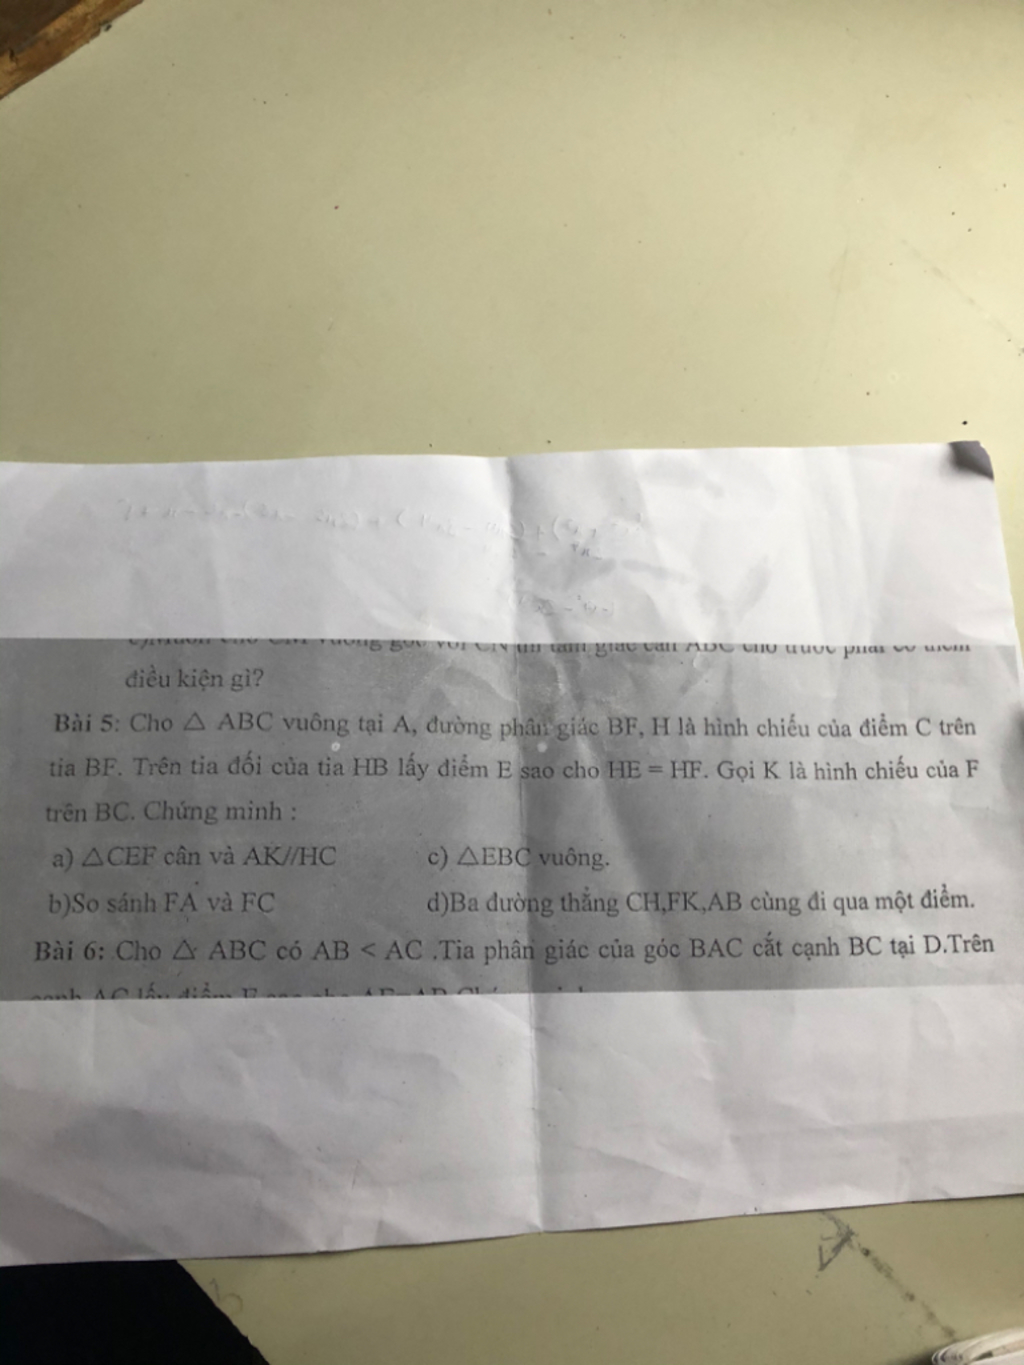 điều kiện gì?
Bài 5: Cho △ ABC vuông tại A, đường phân giác BF, H là hình chiếu của điểm C trên
tia BF. Trên tia đối của tia HB lấy điểm E sao cho HE = HF. Gọi K là hình chiếu của F
trên BC. Chứng minh :
a) △CEF cân và AK//HC c) △EBC vuông.
b)So sánh FA và FC d)Ba đường thẳng CH,FK,AB cùng đi qua một điểm.
Bài 6: Cho △ ABC có AB < AC .Tia phân giác của góc BAC cắt cạnh BC tại D.Trên